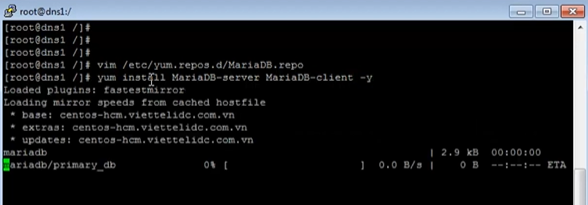 root@dns1:/
[root@dns1 /]#
[root@dns1 /]#
[root@dns1 /]#
[root@dns1 /]# vim /etc/yum.repos.d/MariaDB.repo
[root@dns1 /]# yum install MariaDB-server MariaDB-client -y
Loaded plugins: fastestmirror
Loading mirror speeds from cached hostfile
* base: centos-hcm.viettelidc.com.vn
* extras: centos-hcm.viettelidc.com.vn
* updates: centos-hcm.viettelidc.com.vn
mariadb | 2.9 kB 00:00:00
mariadb/primary_db 0% [ ] 0.0 B/s | 0 B --:--:-- ETA